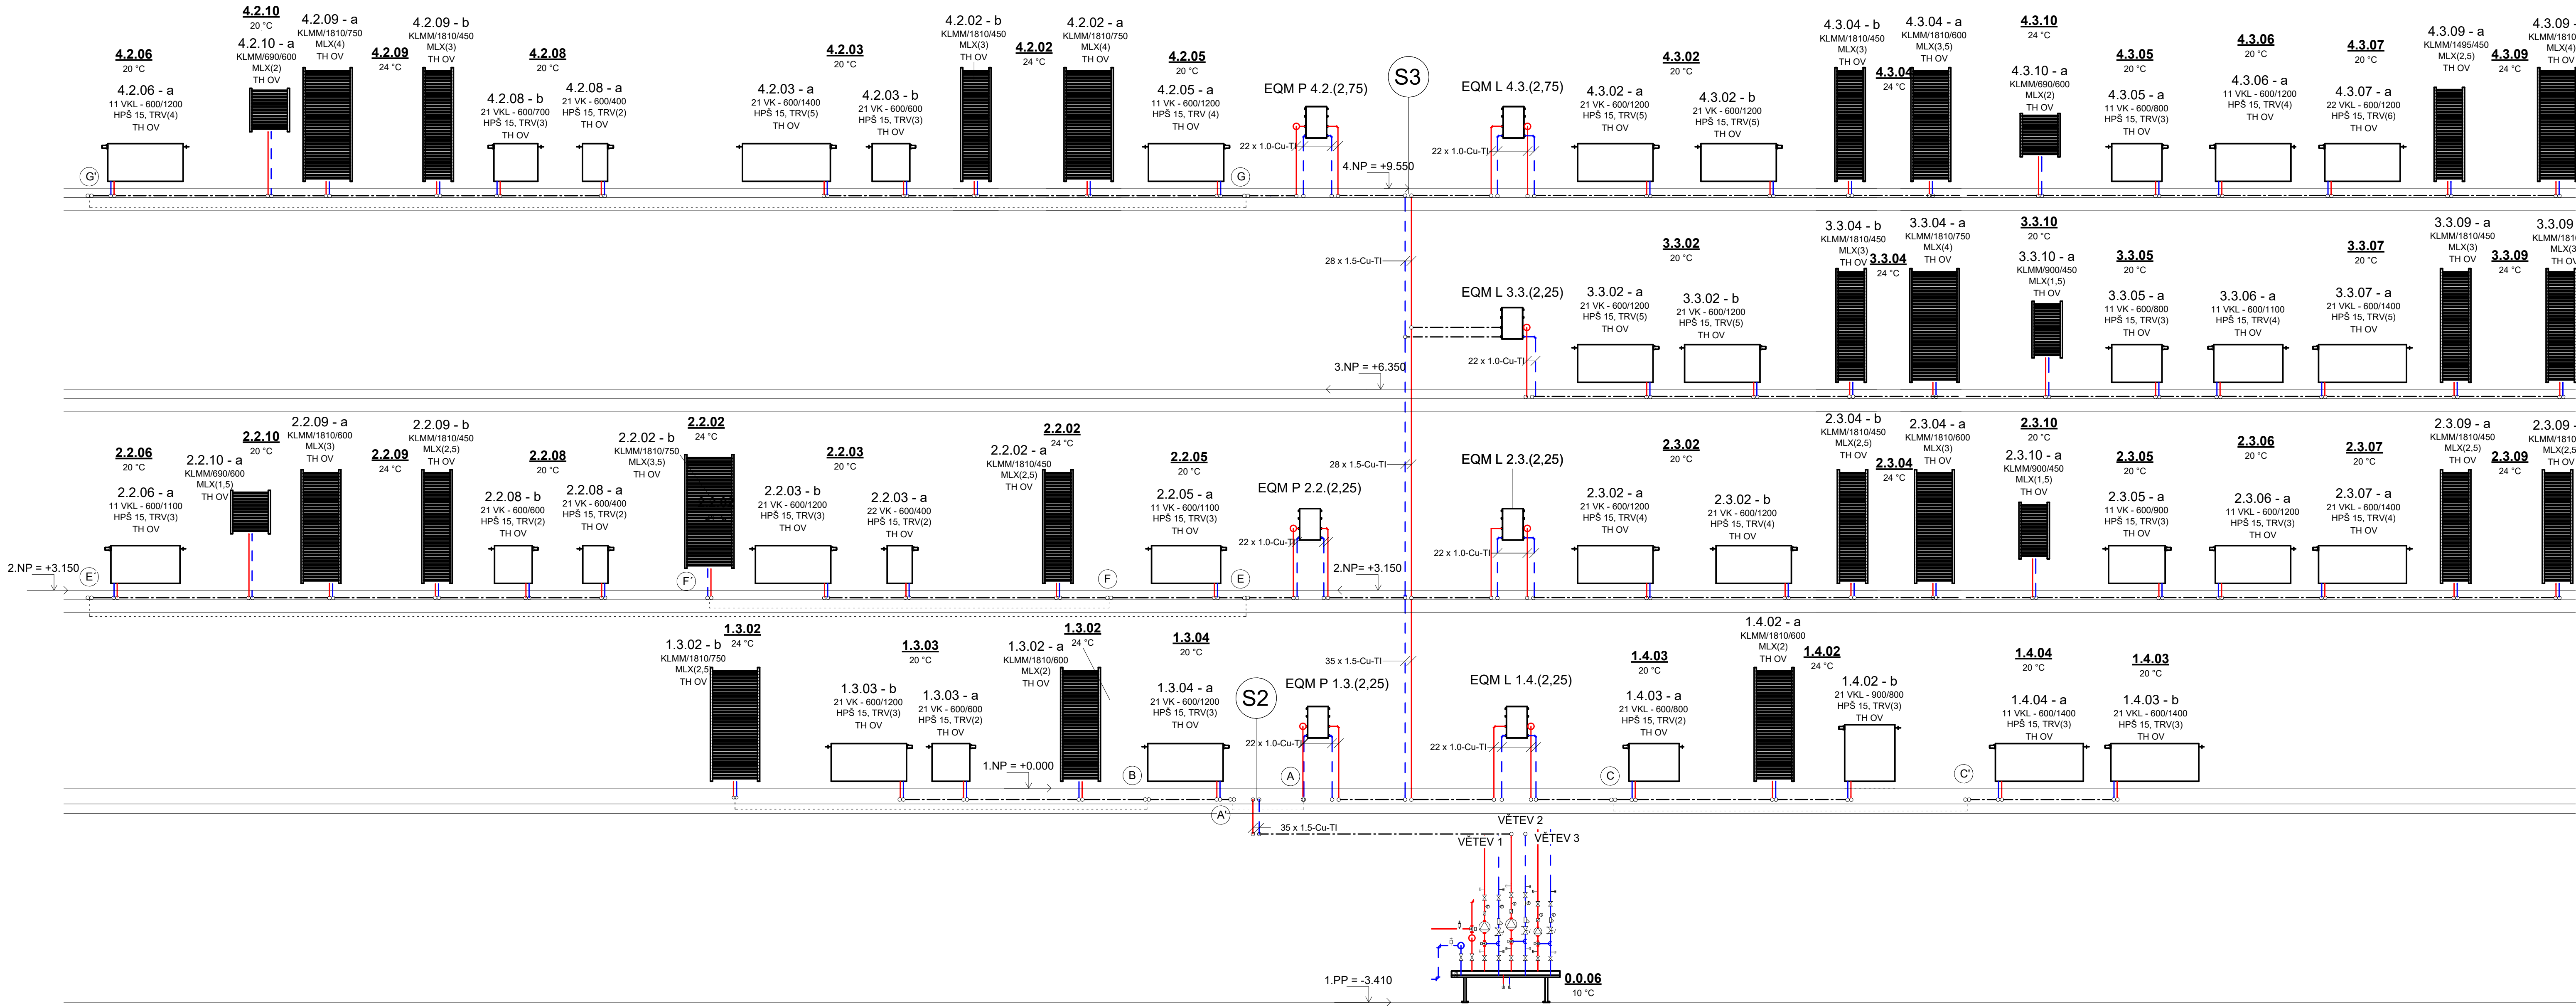 4.2.06
20 °C
4.2.06 - a
11 VKL - 600/1200
HPŠ 15, TRV(4)
TH OV
4.2.10
20 °C
4.2.10 - a
KLMM/690/600
MLX(2)
TH OV
4.2.09 - a
KLMM/1810/750
MLX(4)
TH OV
4.2.09
24 °C
4.2.09 - b
KLMM/1810/450
MLX(3)
TH OV
4.2.08
20 °C
4.2.08 - b
21 VKL - 600/700
HPŠ 15, TRV(3)
TH OV
4.2.08 - a
21 VK - 600/400
HPŠ 15, TRV(2)
TH OV
4.2.03
20 °C
4.2.03 - a
21 VK - 600/1400
HPŠ 15, TRV(5)
TH OV
4.2.03 - b
21 VK - 600/600
HPŠ 15, TRV(3)
TH OV
4.2.02 - b
KLMM/1810/450
MLX(3)
TH OV
4.2.02
24 °C
4.2.02 - a
KLMM/1810/750
MLX(4)
TH OV
4.2.05
20 °C
4.2.05 - a
11 VK - 600/1200
HPŠ 15, TRV (4)
TH OV
EQM P 4.2.(2,75)
22 x 1.0-Cu-TI
S3
4.NP = +9.550
EQM L 4.3.(2,75)
22 x 1.0-Cu-TI
4.3.02
20 °C
4.3.02 - a
21 VK - 600/1200
HPŠ 15, TRV(5)
TH OV
4.3.02 - b
21 VK - 600/1200
HPŠ 15, TRV(5)
TH OV
4.3.04 - b
KLMM/1810/450
MLX(3)
TH OV
4.3.04
24 °C
4.3.04 - a
KLMM/1810/600
MLX(3,5)
TH OV
4.3.10
24 °C
4.3.10 - a
KLMM/690/600
MLX(2)
TH OV
4.3.05
20 °C
4.3.05 - a
11 VK - 600/800
HPŠ 15, TRV(3)
TH OV
4.3.06
20 °C
4.3.06 - a
11 VKL - 600/1200
HPŠ 15, TRV(4)
TH OV
4.3.07
20 °C
4.3.07 - a
22 VKL - 600/1200
HPŠ 15, TRV(6)
TH OV
4.3.09 - a
KLMM/1495/450
MLX(2,5)
TH OV
4.3.09
24 °C
4.3.09 -
KLMM/1810
MLX(4)
TH OV
G'
G
28 x 1.5-Cu-TI
EQM L 3.3.(2,25)
22 x 1.0-Cu-TI
3.NP = +6.350
3.3.02
20 °C
3.3.02 - a
21 VK - 600/1200
HPŠ 15, TRV(5)
TH OV
3.3.02 - b
21 VK - 600/1200
HPŠ 15, TRV(5)
TH OV
3.3.04 - b
KLMM/1810/450
MLX(3)
TH OV
3.3.04
24 °C
3.3.04 - a
KLMM/1810/750
MLX(4)
TH OV
3.3.10
20 °C
3.3.10 - a
KLMM/900/450
MLX(1,5)
TH OV
3.3.05
20 °C
3.3.05 - a
11 VK - 600/800
HPŠ 15, TRV(3)
TH OV
3.3.06 - a
11 VKL - 600/1100
HPŠ 15, TRV(4)
TH OV
3.3.07
20 °C
3.3.07 - a
21 VKL - 600/1400
HPŠ 15, TRV(5)
TH OV
3.3.09 - a
KLMM/1810/450
MLX(3)
TH OV
3.3.09
24 °C
3.3.09
KLMM/181
MLX(3
TH OV
2.NP = +3.150
2.2.06
20 °C
2.2.06 - a
11 VKL - 600/1100
HPŠ 15, TRV(3)
TH OV
2.2.10
20 °C
2.2.10 - a
KLMM/690/600
MLX(1,5)
TH OV
2.2.09 - a
KLMM/1810/600
MLX(3)
TH OV
2.2.09
24 °C
2.2.09 - b
KLMM/1810/450
MLX(2,5)
TH OV
2.2.08
20 °C
2.2.08 - b
21 VK - 600/600
HPŠ 15, TRV(2)
TH OV
2.2.08 - a
21 VK - 600/400
HPŠ 15, TRV(2)
TH OV
2.2.02 - b
KLMM/1810/750
MLX(3,5)
TH OV
2.2.02
24 °C
2.2.03
20 °C
2.2.03 - b
21 VK - 600/1200
HPŠ 15, TRV(3)
TH OV
2.2.03 - a
22 VK - 600/400
HPŠ 15, TRV(2)
TH OV
2.2.02
24 °C
2.2.02 - a
KLMM/1810/450
MLX(2,5)
TH OV
2.2.05
20 °C
2.2.05 - a
11 VK - 600/1100
HPŠ 15, TRV(3)
TH OV
EQM P 2.2.(2,25)
22 x 1.0-Cu-TI
28 x 1.5-Cu-TI
2.NP= +3.150
EQM L 2.3.(2,25)
22 x 1.0-Cu-TI
2.3.02
20 °C
2.3.02 - a
21 VK - 600/1200
HPŠ 15, TRV(4)
TH OV
2.3.02 - b
21 VK - 600/1200
HPŠ 15, TRV(4)
TH OV
2.3.04 - b
KLMM/1810/450
MLX(2,5)
TH OV
2.3.04
24 °C
2.3.04 - a
KLMM/1810/600
MLX(3)
TH OV
2.3.10
20 °C
2.3.10 - a
KLMM/900/450
MLX(1,5)
TH OV
2.3.05
20 °C
2.3.05 - a
11 VK - 600/900
HPŠ 15, TRV(3)
TH OV
2.3.06
20 °C
2.3.06 - a
11 VKL - 600/1200
HPŠ 15, TRV(3)
TH OV
2.3.07
20 °C
2.3.07 - a
21 VKL - 600/1400
HPŠ 15, TRV(4)
TH OV
2.3.09 - a
KLMM/1810/450
MLX(2,5)
TH OV
2.3.09
24 °C
2.3.09 -
KLMM/1810
MLX(2,5
TH OV
E´
F´
F
E
1.3.02 - b
KLMM/1810/750
MLX(2,5)
TH OV
1.3.02
24 °C
1.3.03
20 °C
1.3.03 - b
21 VK - 600/1200
HPŠ 15, TRV(3)
TH OV
1.3.03 - a
21 VK - 600/600
HPŠ 15, TRV(2)
TH OV
1.NP = +0.000
1.3.02 - a
KLMM/1810/600
MLX(2)
TH OV
1.3.02
24 °C
1.3.04
20 °C
1.3.04 - a
21 VK - 600/1200
HPŠ 15, TRV(3)
TH OV
S2
EQM P 1.3.(2,25)
22 x 1.0-Cu-TI
35 x 1.5-Cu-TI
EQM L 1.4.(2,25)
22 x 1.0-Cu-TI
1.4.03
20 °C
1.4.03 - a
21 VKL - 600/800
HPŠ 15, TRV(2)
TH OV
1.4.02 - a
KLMM/1810/600
MLX(2)
TH OV
1.4.02
24 °C
1.4.02 - b
21 VKL - 900/800
HPŠ 15, TRV(3)
TH OV
1.4.04
20 °C
1.4.04 - a
11 VKL - 600/1400
HPŠ 15, TRV(3)
TH OV
1.4.03
20 °C
1.4.03 - b
21 VKL - 600/1400
HPŠ 15, TRV(3)
TH OV
B
A
C
C'
A'
35 x 1.5-Cu-TI
VĚTEV 1
VĚTEV 2
VĚTEV 3
1.PP = -3.410
0.0.06
10 °C